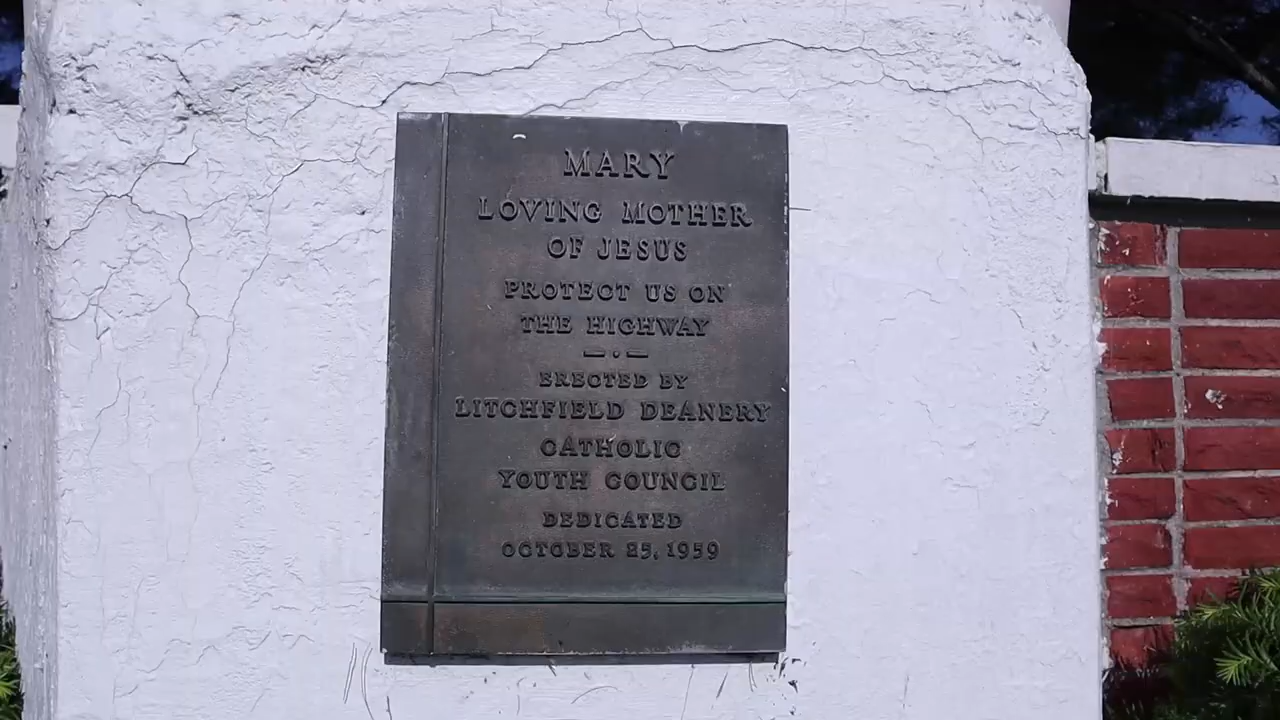 MARY
LOVING MOTHER
OF JESUS
PROTECT US ON
THE HIGHWAY
ERECTED BY
LITCHFIELD DEANERY
CATHOLIC
YOUTH COUNCIL
DEDICATED
OCTOBER 25, 1959